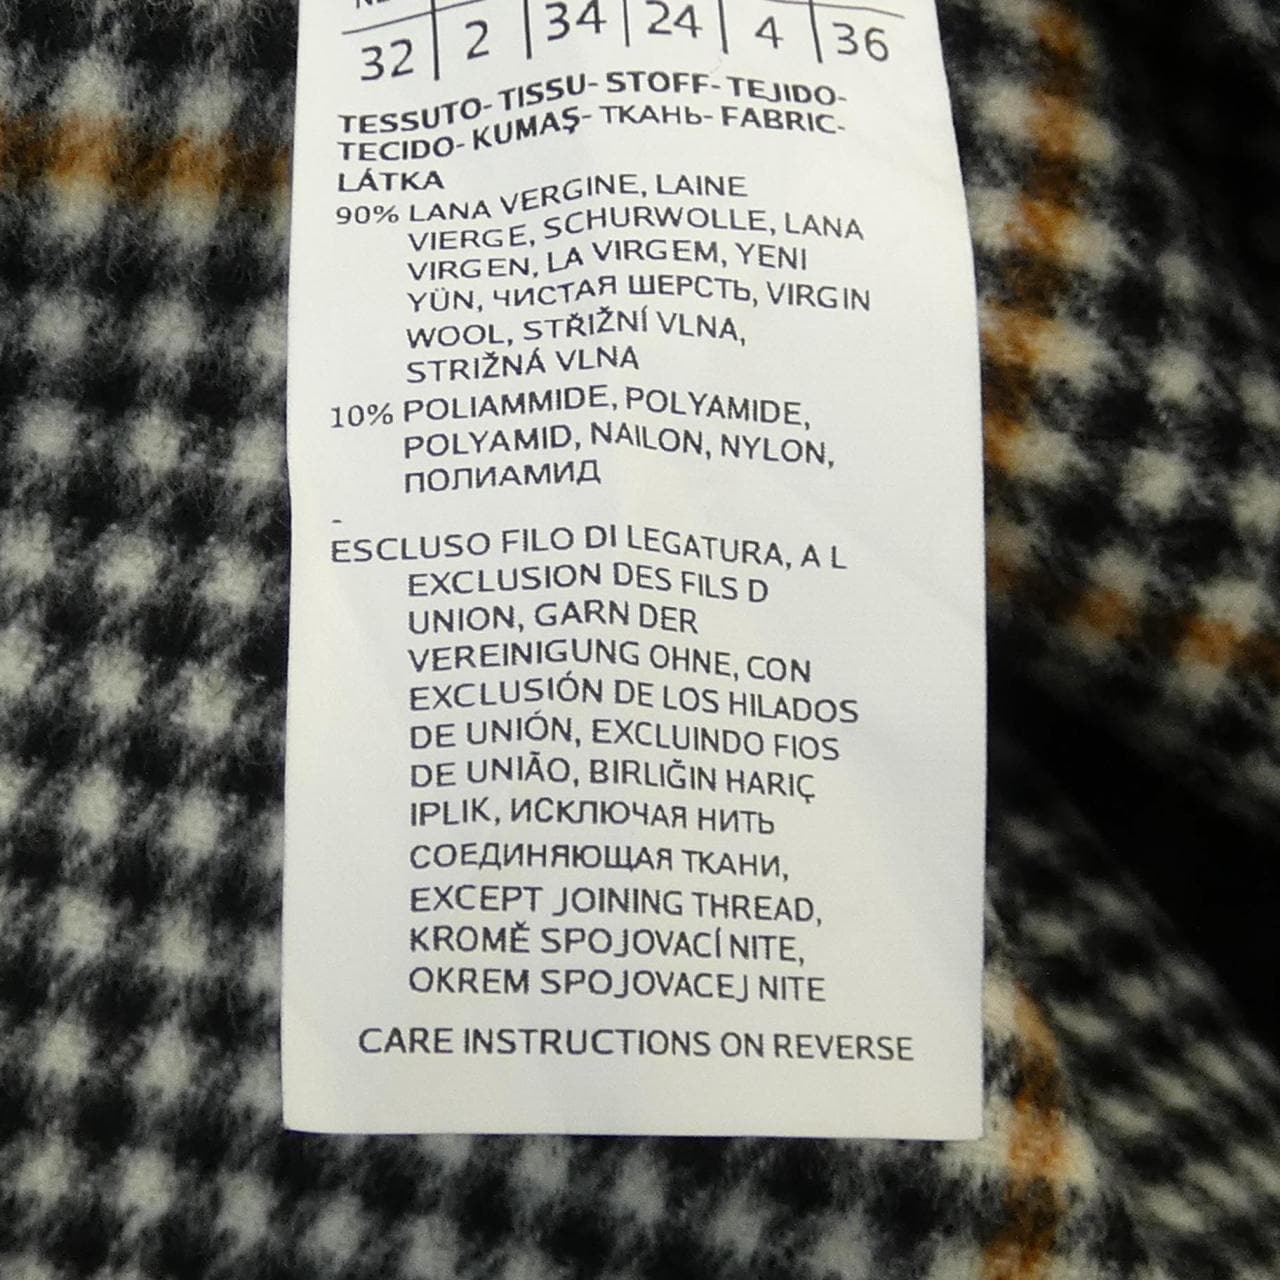 32 2 34 24 4 36
TESSUTO- TISSU- STOFF- TEJIDO-
TECIDO- KUMAŞ- ТКАНЬ- FABRIC-
LÁTKA
90% LANA VERGINE, LAINE
VIERGE, SCHURWOLLE, LANA
VIRGEN, LA VIRGEM, YENI
YÜN, ЧИСТАЯ ШЕРСТЬ, VIRGIN
WOOL, STŘIŽNÍ VLNA,
STRIŽNÁ VLNA
10% POLIAMMIDE, POLYAMIDE,
POLYAMID, NAILON, NYLON,
ПОЛИАМИД
-
ESCLUSO FILO DI LEGATURA, A L
EXCLUSION DES FILS D
UNION, GARN DER
VEREINIGUNG OHNE, CON
EXCLUSIÓN DE LOS HILADOS
DE UNIÓN, EXCLUINDO FIOS
DE UNIÃO, BIRLIĞIN HARIÇ
IPLIK, ИСКЛЮЧАЯ НИТЬ
СОЕДИНЯЮЩАЯ ТКАНИ,
EXCEPT JOINING THREAD,
KROMĚ SPOJOVACÍ NITE,
OKREM SPOJOVACEJ NITE
CARE INSTRUCTIONS ON REVERSE